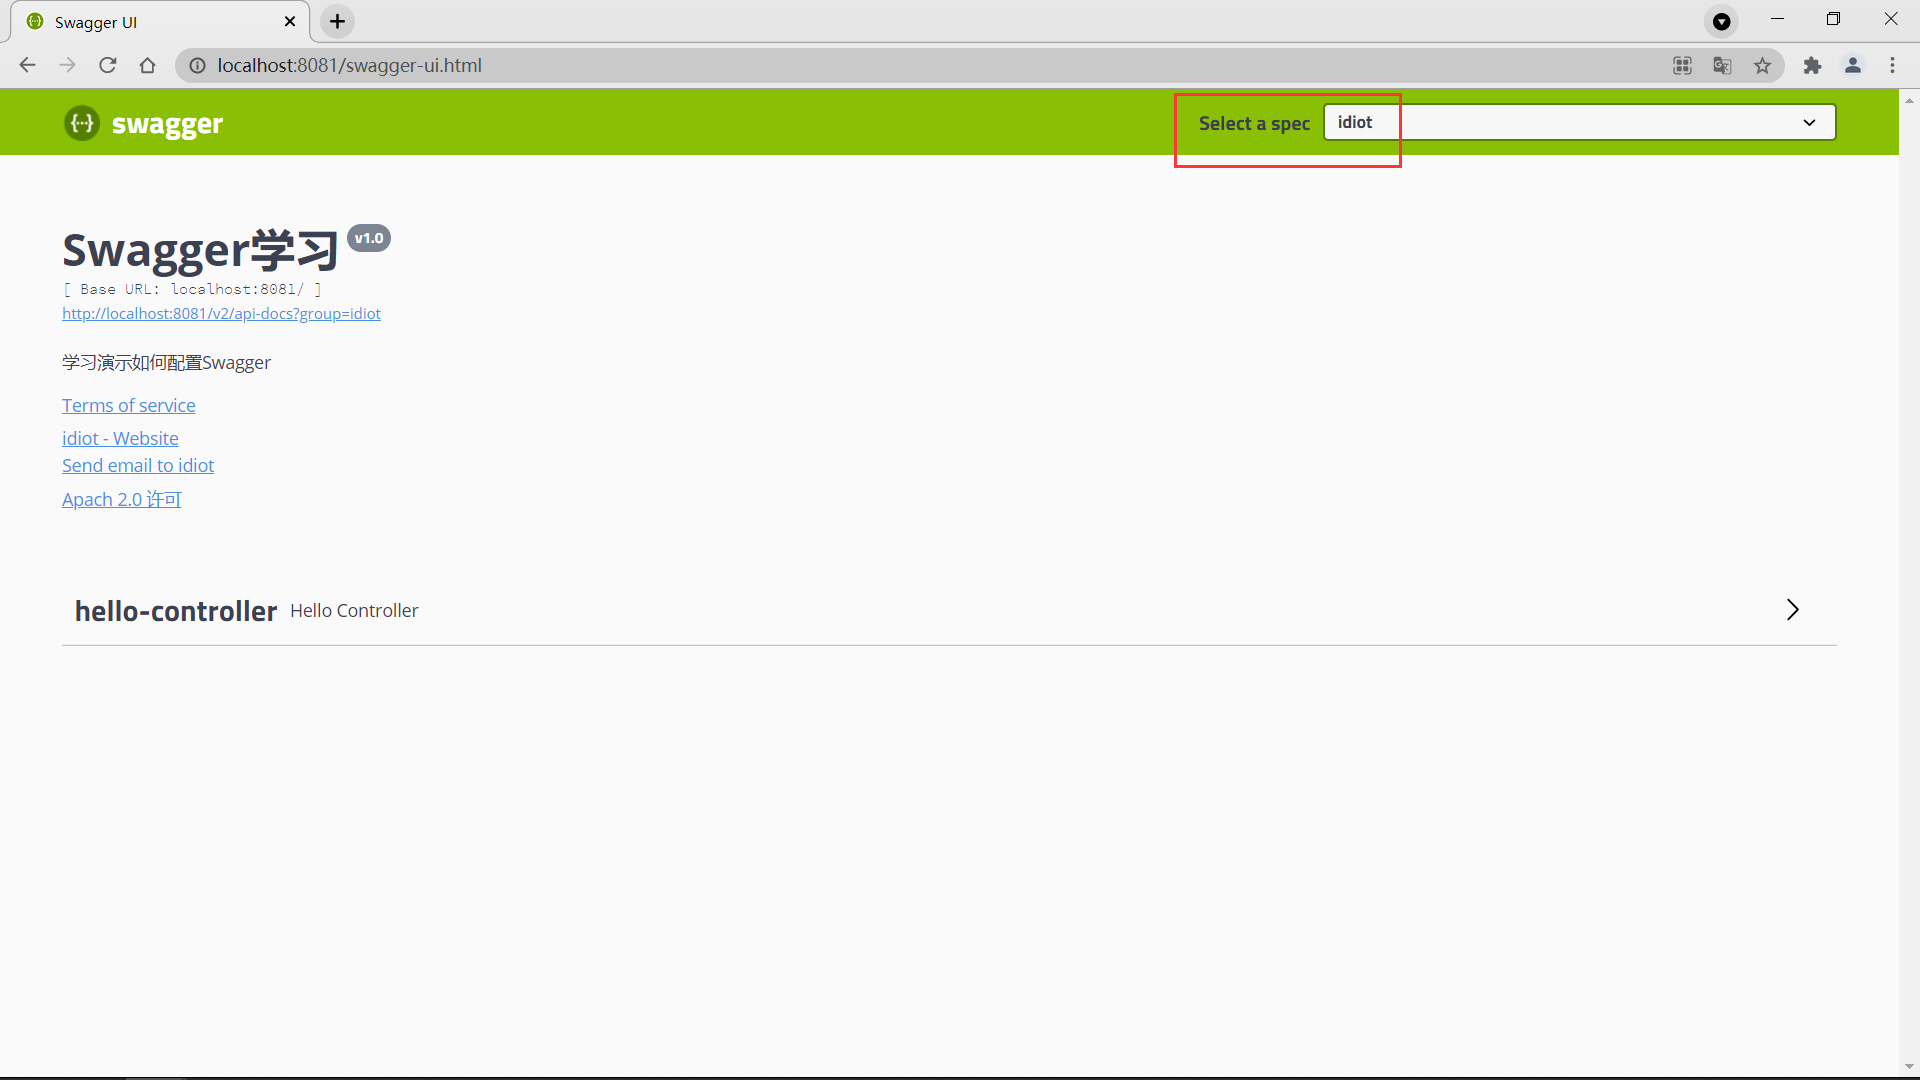 Swagger UI
localhost:8081/swagger-ui.html
swagger
Select a spec
idiot
Swagger学习 v1.0
[ Base URL: localhost:8081/ ]
http://localhost:8081/v2/api-docs?group=idiot
学习演示如何配置Swagger
Terms of service
idiot - Website
Send email to idiot
Apach 2.0 许可
hello-controller Hello Controller